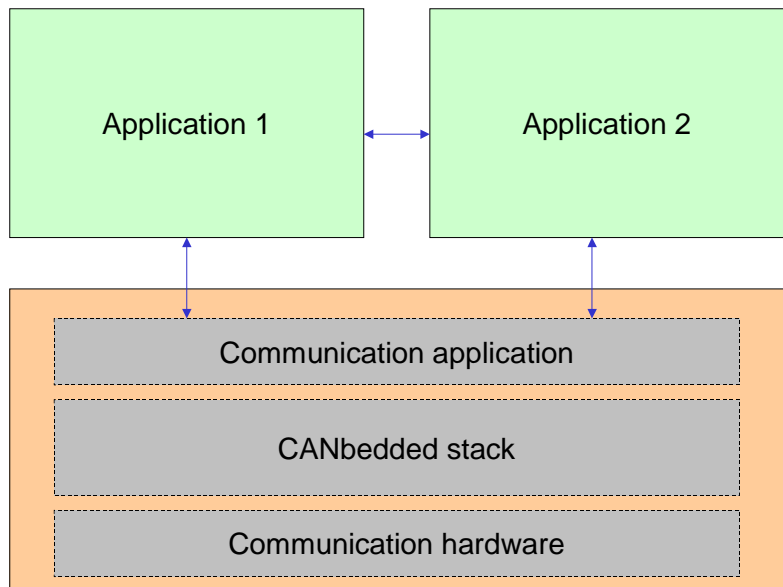 Application 1
Application 2
Communication application
CANbedded stack
Communication hardware